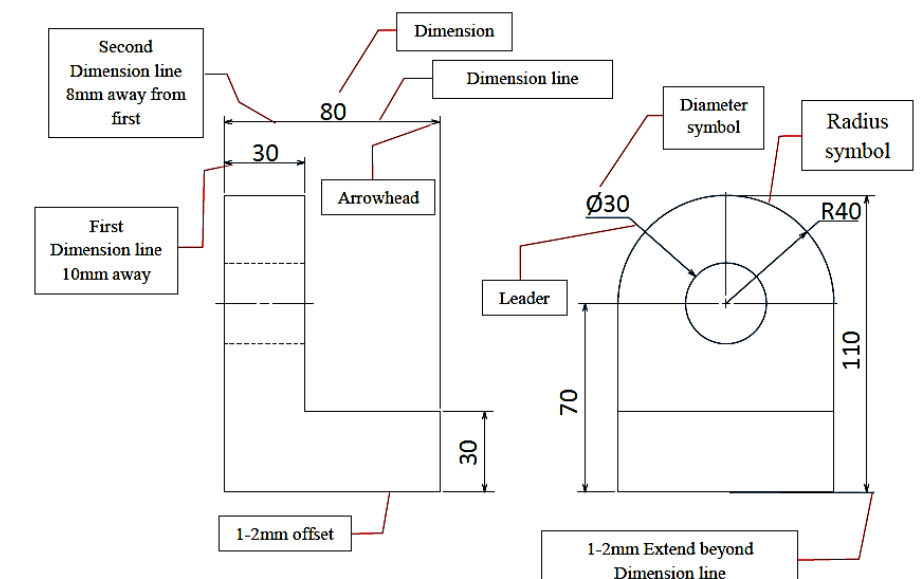 Second
Dimension line
8mm away from
first
Dimension
Dimension line
80
30
Arrowhead
First
Dimension line
10mm away
30
1-2mm offset
Diameter
symbol
Radius
symbol
Ø30
R40
Leader
70
110
1-2mm Extend beyond
Dimension line